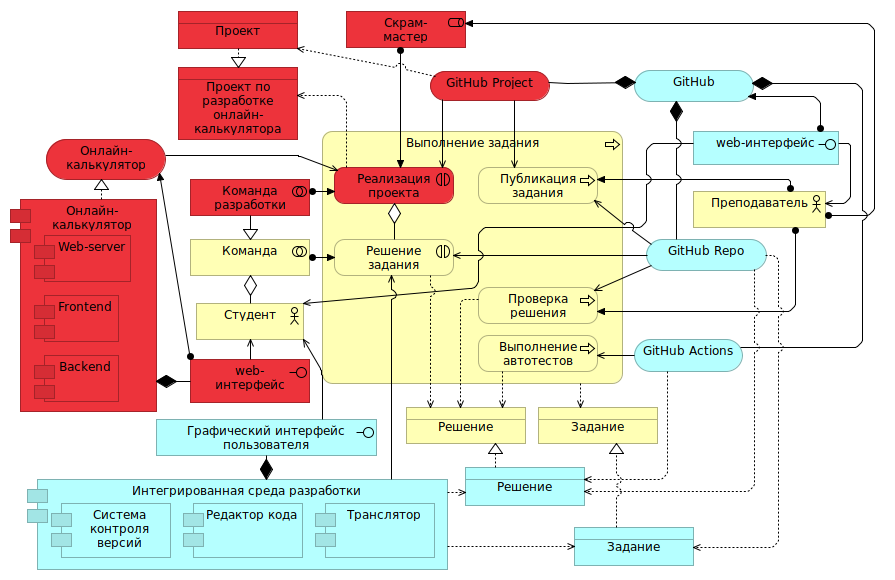 Проект
Скрам-
мастер
Проект по
разработке
онлайн-
калькулятора
GitHub Project
GitHub
Выполнение задания
web-интерфейс
Онлайн-
калькулятор
Реализация
проекта
Публикация
задания
Команда
разработки
Преподаватель
Онлайн-
калькулятор
Web-server
Команда
Решение
задания
GitHub Repo
Frontend
Студент
Проверка
решения
Backend
web-
интерфейс
Выполнение
автотестов
GitHub Actions
Графический интерфейс
пользователя
Решение
Задание
Интегрированная среда разработки
Решение
Система
контроля
версий
Редактор кода
Транслятор
Задание